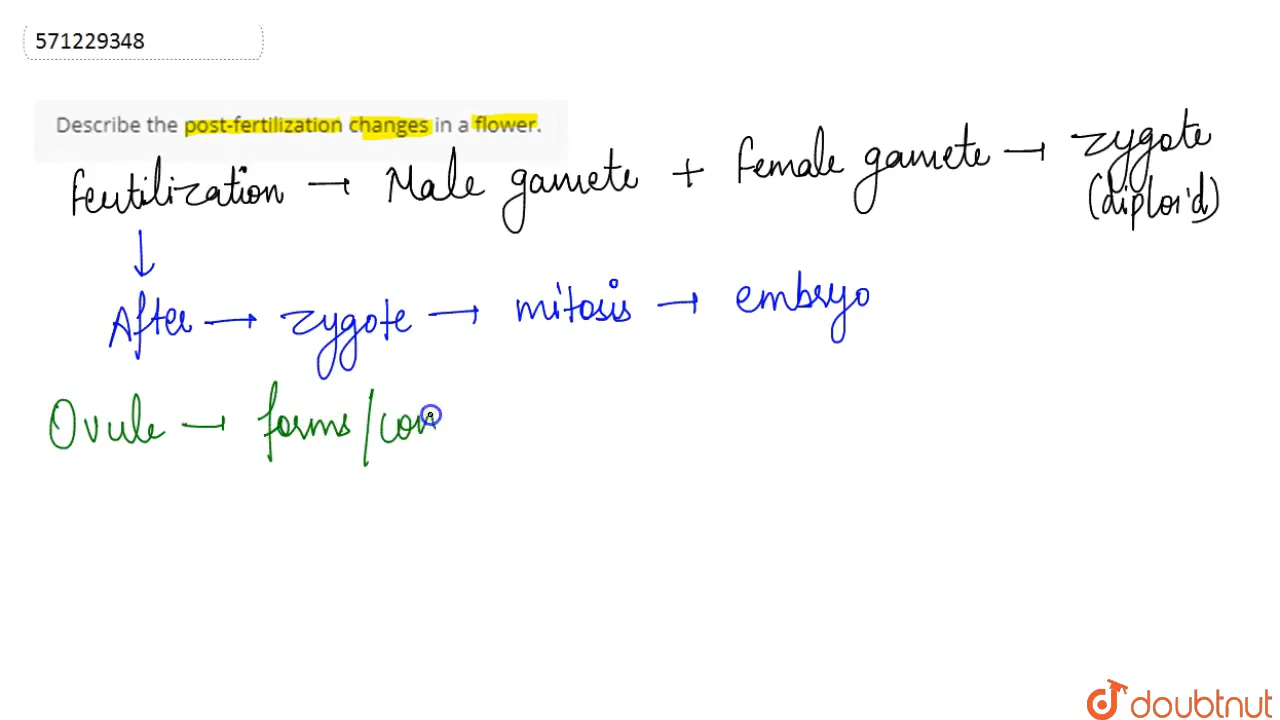 571229348
Describe the post-fertilization changes in a flower.
Fertilization → Male gamete + Female gamete → zygote
(diploid)
↓
After → zygote → mitosis → embryo
Ovule → forms/con
doubtnut